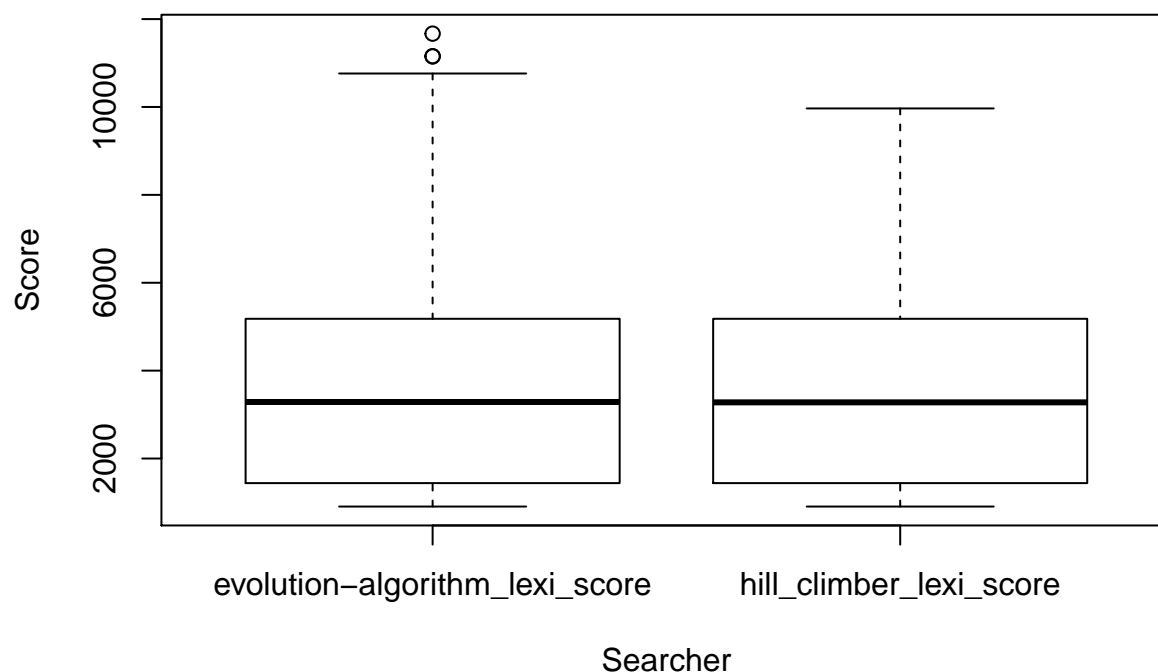 10000
6000
2000
Score
evolution−algorithm_lexi_score
hill_climber_lexi_score
Searcher